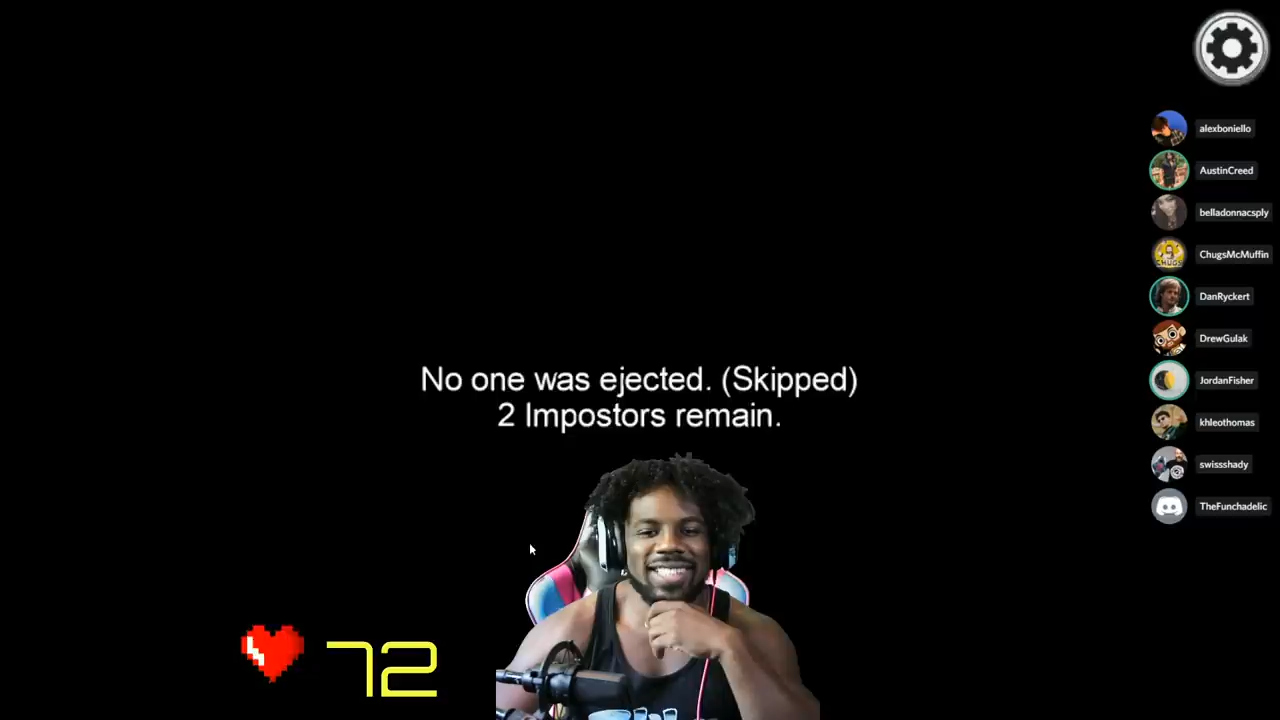 No one was ejected. (Skipped)
2 Impostors remain.
72
alexboniello
AustinCreed
belladonnacsply
ChugsMcMuffin
DanRyckert
DrewGulak
JordanFisher
khleothomas
swissshady
TheFunchadelic
CHUGS